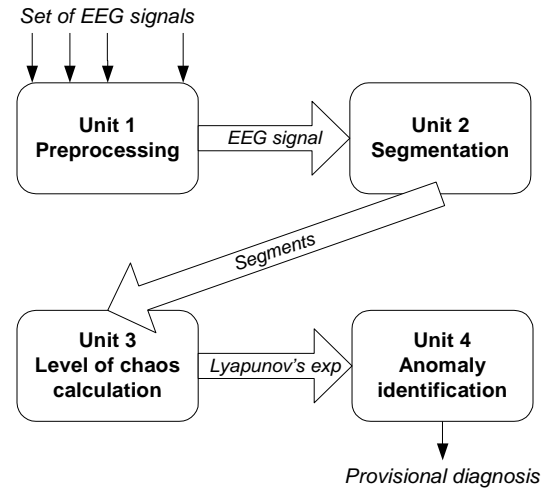 Set of EEG signals
Unit 1
Preprocessing
EEG signal
Unit 2
Segmentation
Segments
Unit 3
Level of chaos
calculation
Lyapunov's exp
Unit 4
Anomaly
identification
Provisional diagnosis